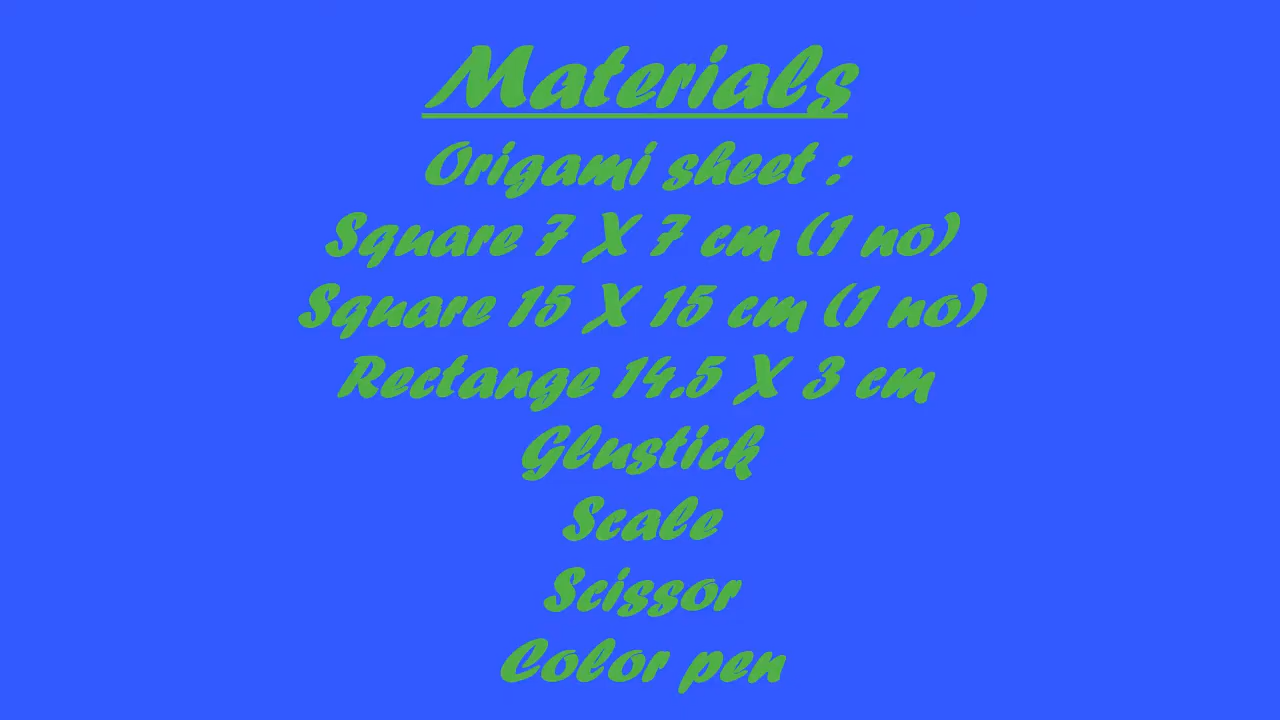 Materials
Origami sheet :
Square 7 X 7 cm (1 no)
Square 15 X 15 cm (1 no)
Rectange 14.5 X 3 cm
Glustick
Scale
Scissor
Color pen